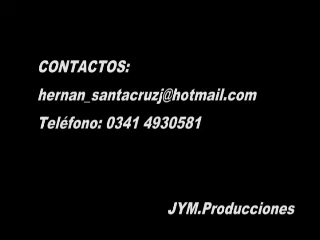 CONTACTOS:
hernan_santacruzj@hotmail.com
Teléfono: 0341 4930581
JYM.Producciones